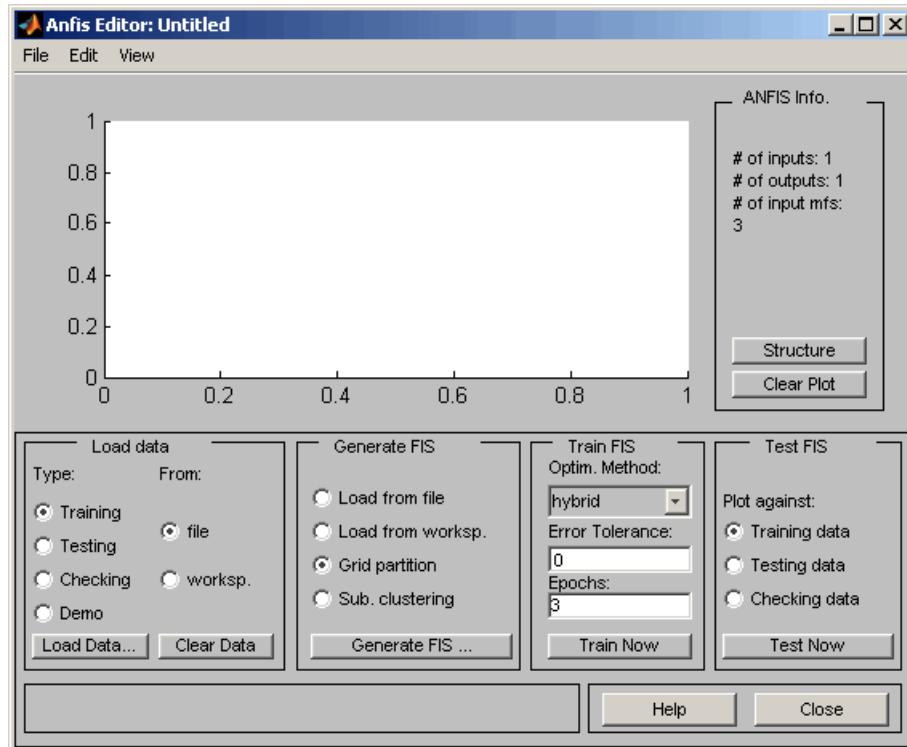 Anfis Editor: Untitled
File Edit View
ANFIS Info.
1
0.8
0.6
0.4
0.2
0
0 0.2 0.4 0.6 0.8 1
# of inputs: 1
# of outputs: 1
# of input mfs:
3
Structure
Clear Plot
Load data
Type: From:
Training
Testing
Checking
Demo
file
worksp.
Load Data... Clear Data
Generate FIS
Load from file
Load from worksp.
Grid partition
Sub. clustering
Generate FIS ...
Train FIS
Optim. Method:
hybrid
Error Tolerance:
0
Epochs:
3
Train Now
Test FIS
Plot against:
Training data
Testing data
Checking data
Test Now
Help Close